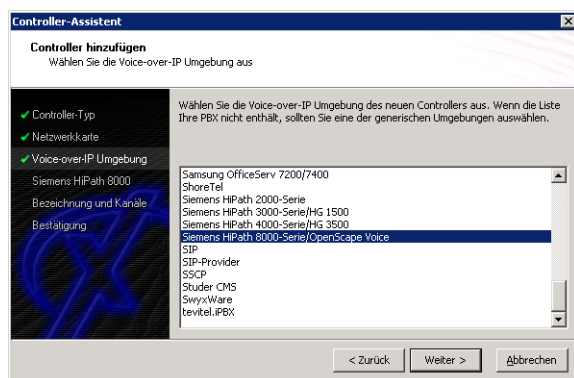 Controller-Assistent
Controller hinzufügen
Wählen Sie die Voice-over-IP Umgebung aus
Controller-Typ
Netzwerkkarte
Voice-over-IP Umgebung
Siemens HiPath 8000
Bezeichnung und Kanäle
Bestätigung
Wählen Sie die Voice-over-IP Umgebung des neuen Controllers aus. Wenn die Liste
Ihre PBX nicht enthält, sollten Sie eine der generischen Umgebungen auswählen.
Samsung OfficeServ 7200/7400
ShoreTel
Siemens HiPath 2000-Serie
Siemens HiPath 3000-Serie/HG 1500
Siemens HiPath 4000-Serie/HG 3500
Siemens HiPath 8000-Serie/OpenScape Voice
SIP
SIP-Provider
SSCP
Studer CMS
SwyxWare
tevitel.iPBX
< Zurück
Weiter >
Abbrechen